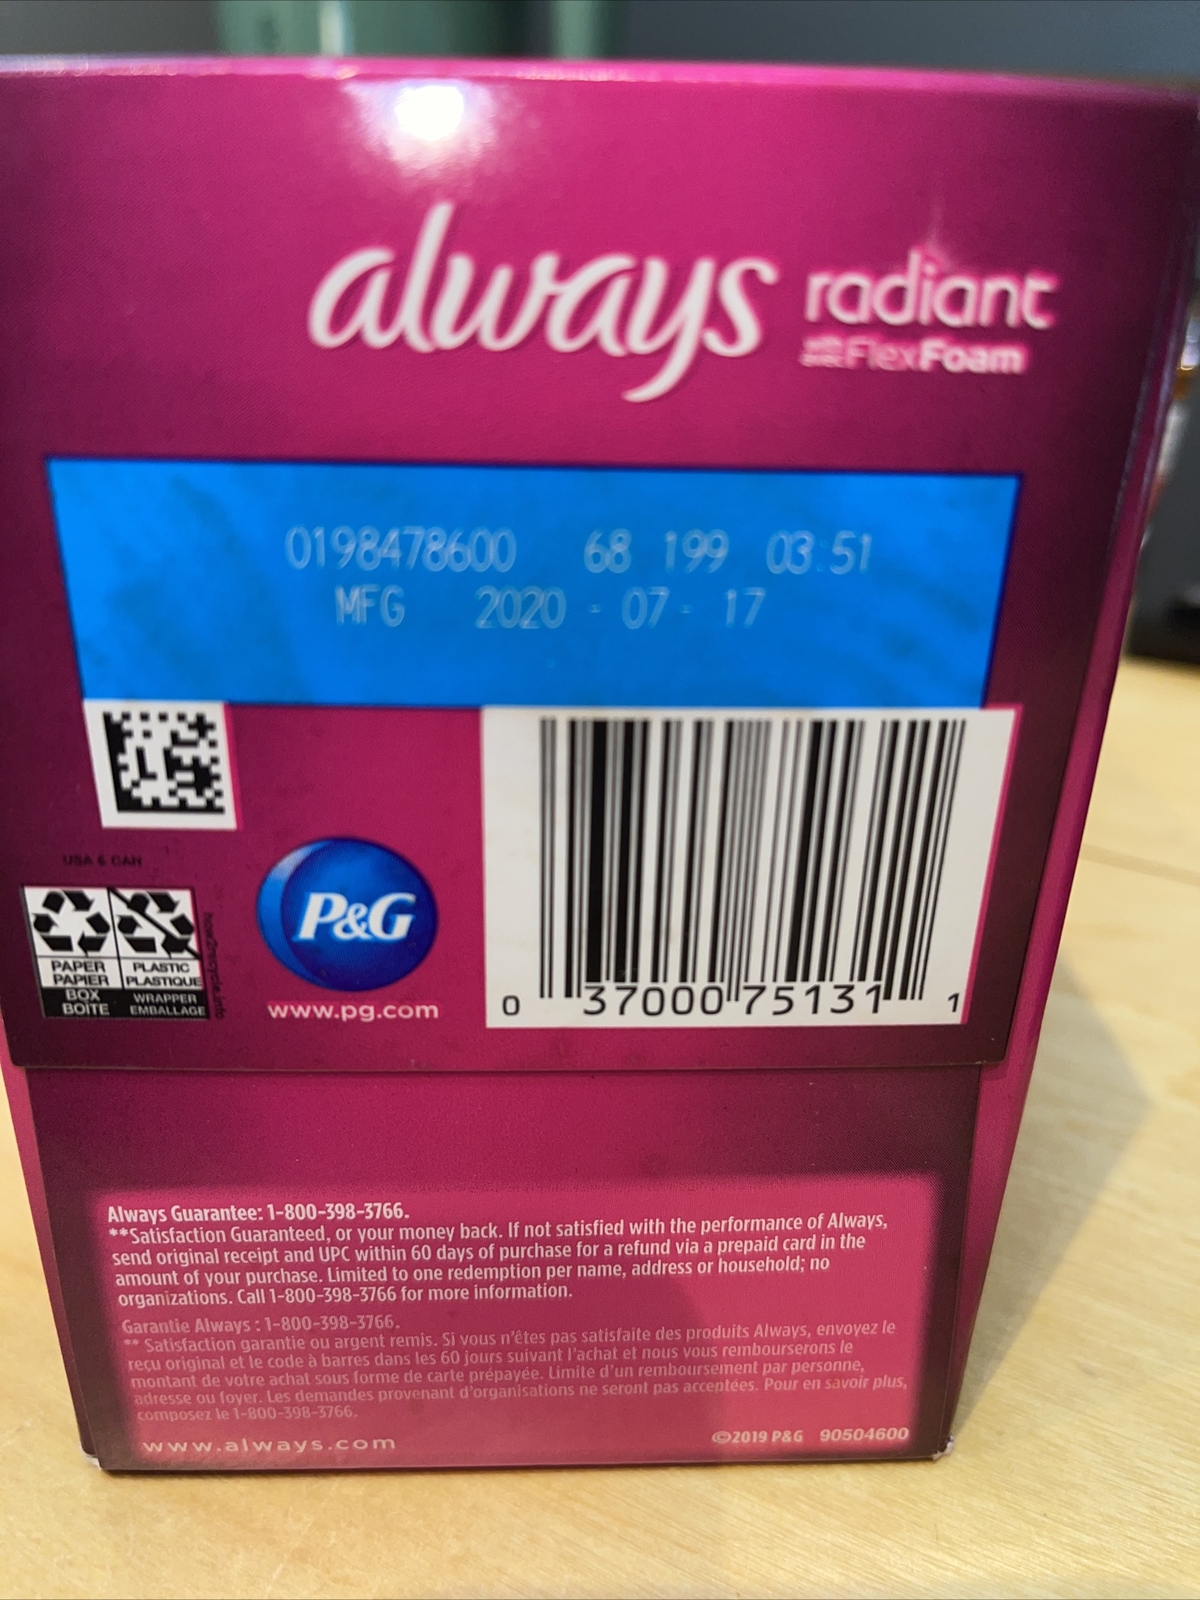 always radiant
FlexFoam
0198478600 68 199 03:51
MFG 2020 - 07 - 17
USA & CAN
PAPER PLASTIC
PAPIER PLASTIQUE
BOX WRAPPER
BOÎTE EMBALLAGE
how2recycle.info
P&G
www.pg.com
0 37000 75131 1
Always Guarantee: 1-800-398-3766.
**Satisfaction Guaranteed, or your money back. If not satisfied with the performance of Always,
send original receipt and UPC within 60 days of purchase for a refund via a prepaid card in the
amount of your purchase. Limited to one redemption per name, address or household; no
organizations. Call 1-800-398-3766 for more information.
Garantie Always : 1-800-398-3766.
** Satisfaction garantie ou argent remis. Si vous n'êtes pas satisfaite des produits Always, envoyez le
reçu original et le code à barres dans les 60 jours suivant l'achat et nous vous rembourserons le
montant de votre achat sous forme de carte prépayée. Limite d'un remboursement par personne,
adresse ou foyer. Les demandes provenant d'organisations ne seront pas acceptées. Pour en savoir plus,
composez le 1-800-398-3766.
www.always.com
©2019 P&G 90504600